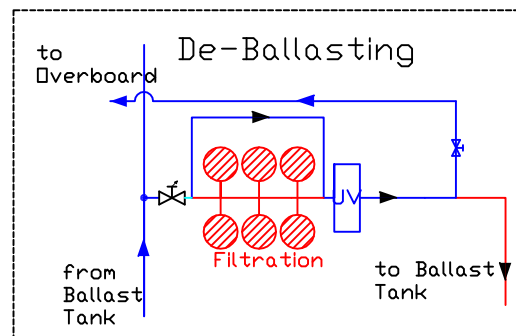 De-Ballasting
to
Overboard
UV
Filtration
from
Ballast
Tank
to Ballast
Tank